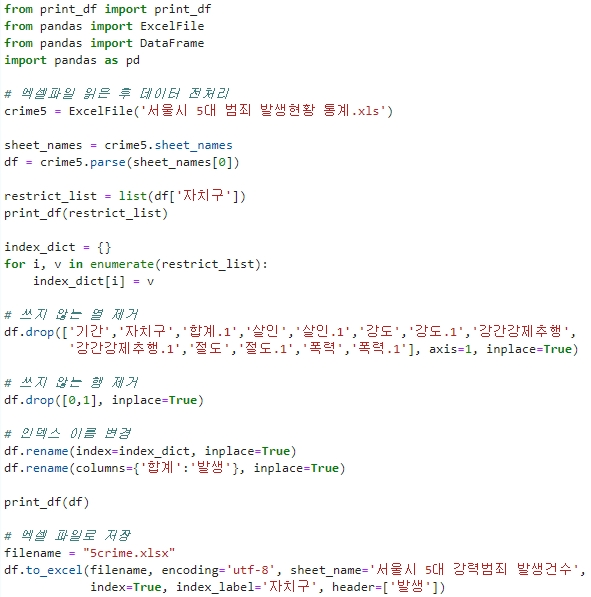 from print_df import print_df
from pandas import ExcelFile
from pandas import DataFrame
import pandas as pd
# 엑셀파일 읽은 후 데이터 전처리
crime5 = ExcelFile('서울시 5대 범죄 발생현황 통계.xls')
sheet_names = crime5.sheet_names
df = crime5.parse(sheet_names[0])
restrict_list = list(df['자치구'])
print_df(restrict_list)
index_dict = {}
for i, v in enumerate(restrict_list):
    index_dict[i] = v
# 쓰지 않는 열 제거
df.drop(['기간','자치구','합계.1','살인','살인.1','강도','강도.1','강간강제추행',
         '강간강제추행.1','절도','절도.1','폭력','폭력.1'], axis=1, inplace=True)
# 쓰지 않는 행 제거
df.drop([0,1], inplace=True)
# 인덱스 이름 변경
df.rename(index=index_dict, inplace=True)
df.rename(columns={'합계':'발생'}, inplace=True)
print_df(df)
# 엑셀 파일로 저장
filename = "5crime.xlsx"
df.to_excel(filename, encoding='utf-8', sheet_name='서울시 5대 강력범죄 발생건수',
            index=True, index_label='자치구', header=['발생'])